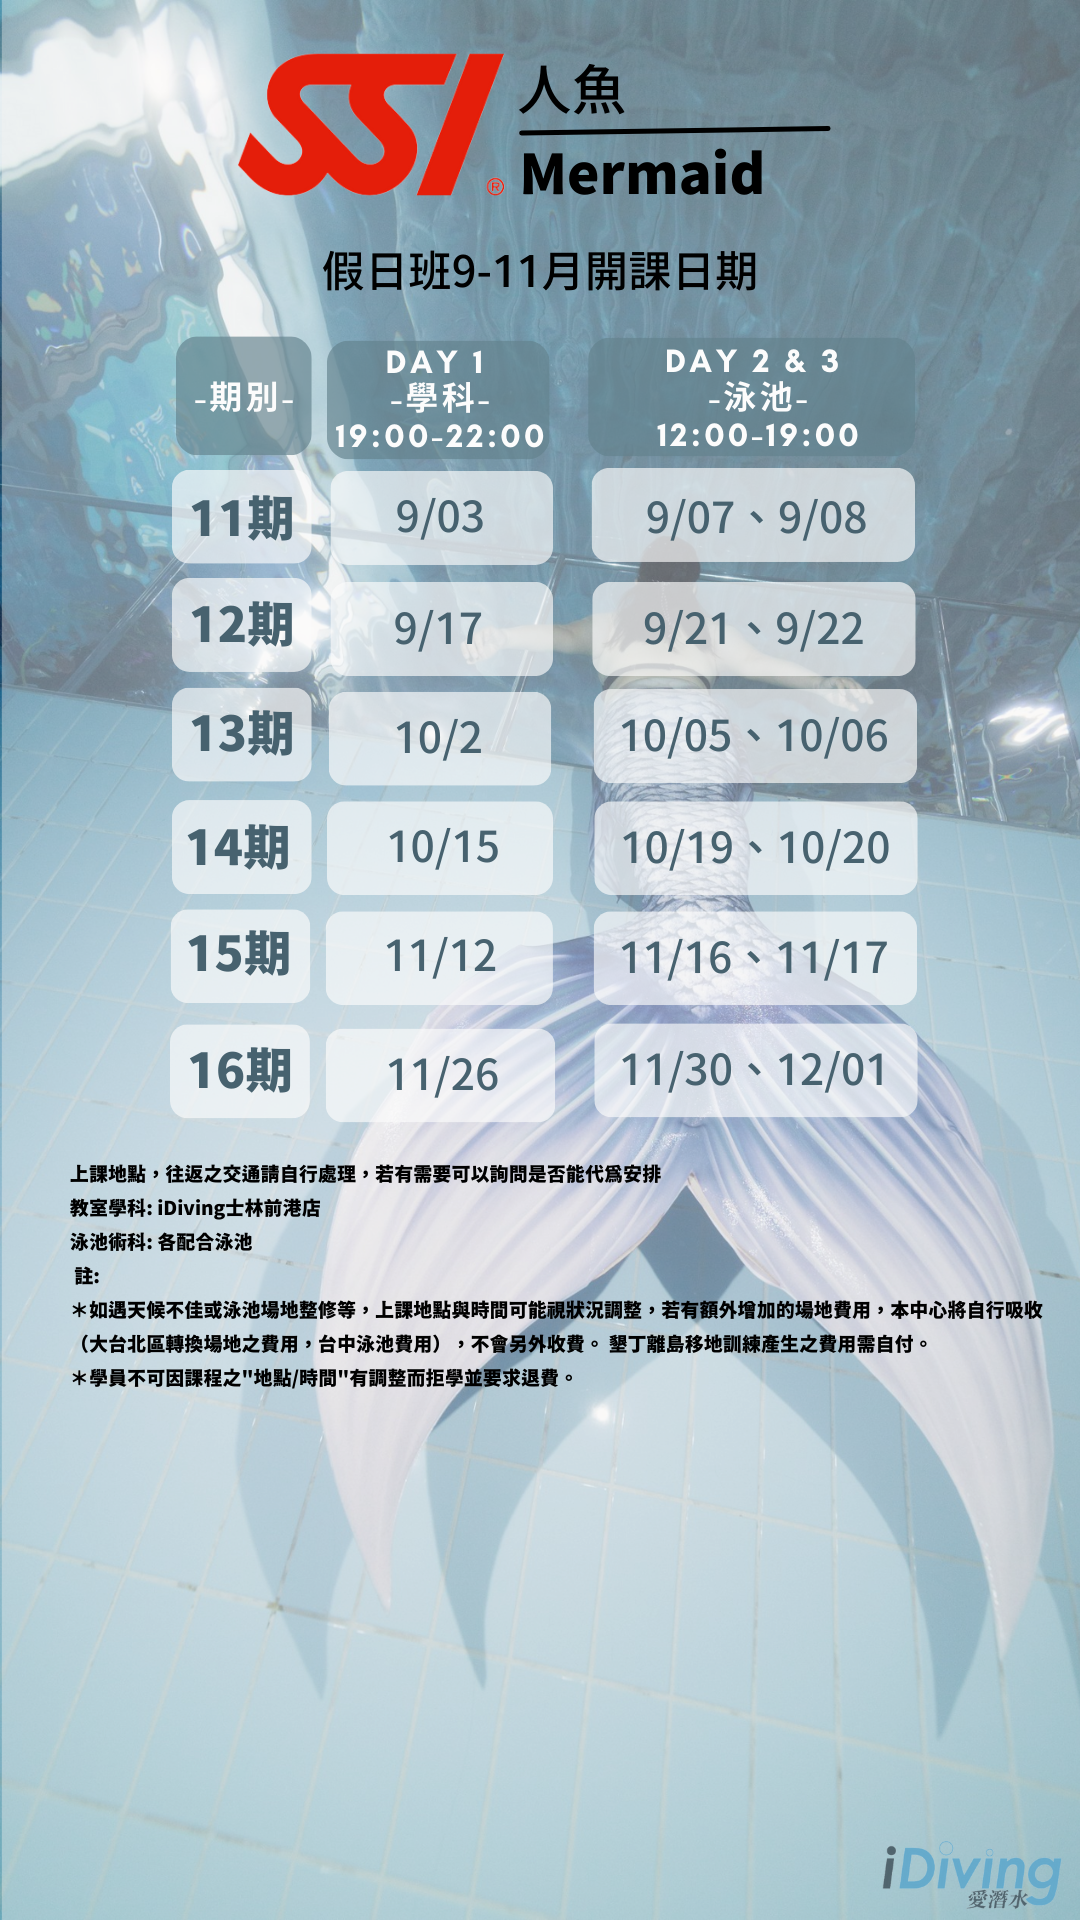 SSI®
人魚
Mermaid
假日班9-11月開課日期
-期別-
DAY 1
-學科-
19:00-22:00
DAY 2 & 3
-泳池-
12:00-19:00
11期 9/03 9/07、9/08
12期 9/17 9/21、9/22
13期 10/2 10/05、10/06
14期 10/15 10/19、10/20
15期 11/12 11/16、11/17
16期 11/26 11/30、12/01
上課地點，往返之交通請自行處理，若有需要可以詢問是否能代爲安排
教室學科: iDiving士林前港店
泳池術科: 各配合泳池
註:
＊如遇天候不佳或泳池場地整修等，上課地點與時間可能視狀況調整，若有額外增加的場地費用，本中心將自行吸收
（大台北區轉換場地之費用，台中泳池費用），不會另外收費。 墾丁離島移地訓練產生之費用需自付。
＊學員不可因課程之"地點/時間"有調整而拒學並要求退費。
iDiving
愛潛水